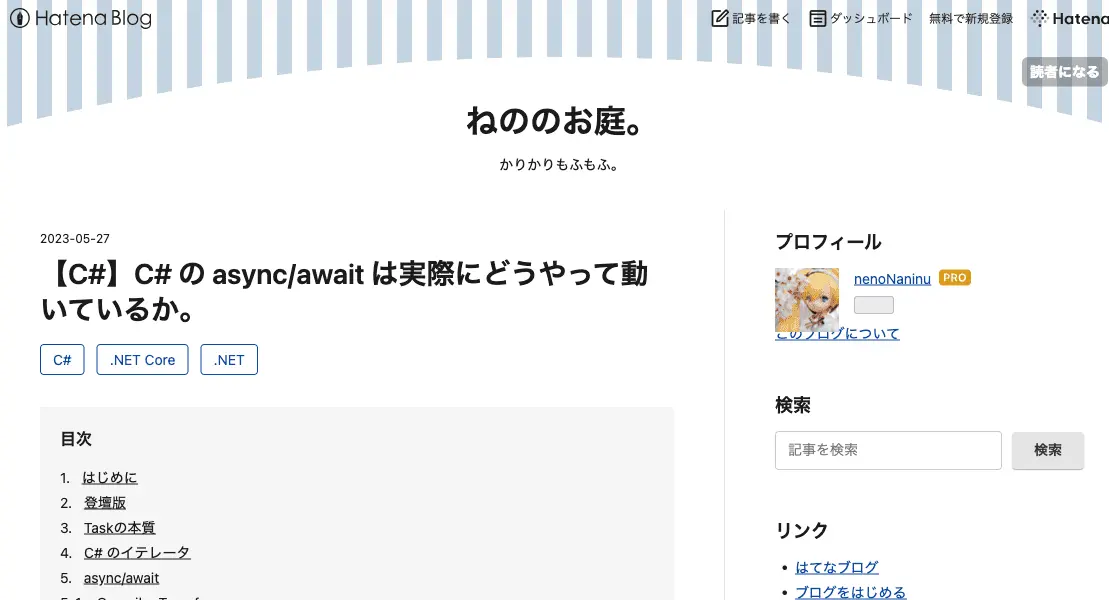 Hatena Blog
記事を書く ダッシュボード 無料で新規登録 Hatena
読者になる
ねののお庭。
かりかりもふもふ。
2023-05-27
【C#】C# の async/await は実際にどうやって動
いているか。
C# .NET Core .NET
目次
1. はじめに
2. 登壇版
3. Taskの本質
4. C# のイテレータ
5. async/await
プロフィール
nenoNaninu PRO
このブログについて
検索
記事を検索 検索
リンク
はてなブログ
ブログをはじめる